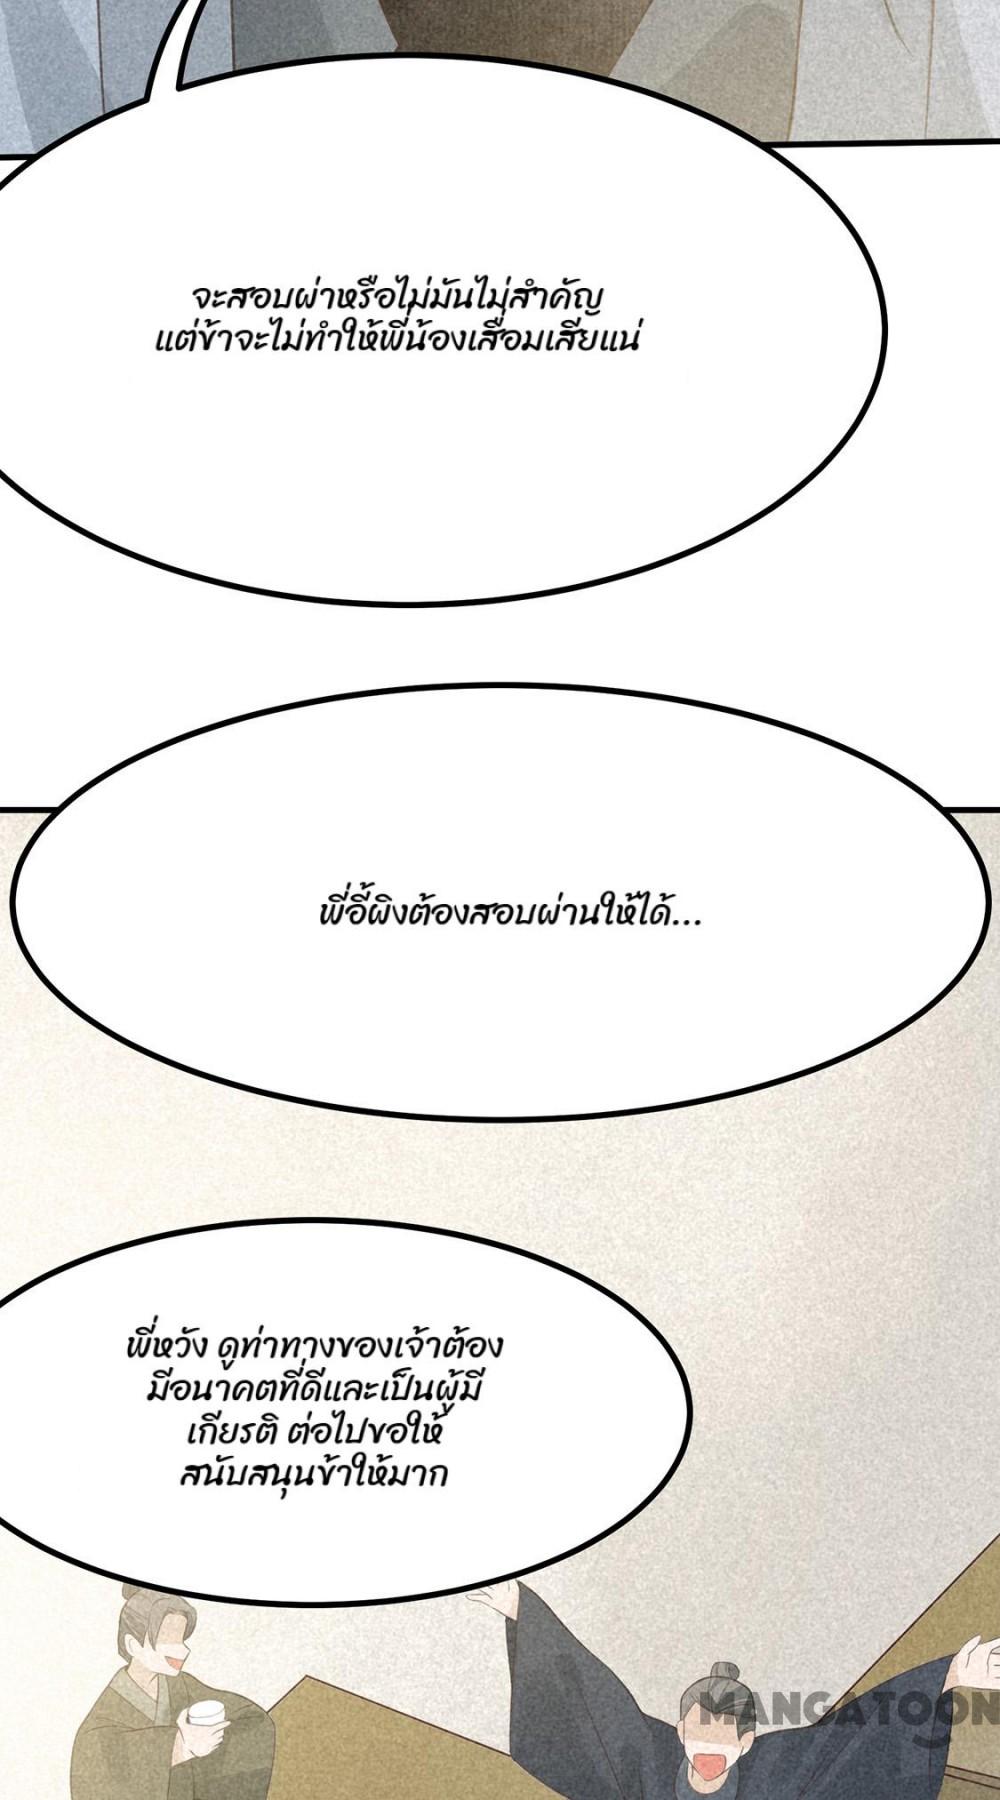 จะสอบผ่าหรือไม่มันไม่สำคัญ
แต่ข้าจะไม่ทำให้พี่น้องเสื่อมเสียแน่
พี่อี้ผิงต้องสอบผ่านให้ได้...
พี่หวัง ดูท่าทางของเจ้าต้อง
มีอนาคตที่ดีและเป็นผู้มี
เกียรติ ต่อไปขอให้
สนับสนุนข้าให้มาก
MANGATOON